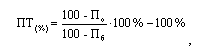 ПТ(%) = (100 - По) / (100 - Пб) · 100 % − 100% ,